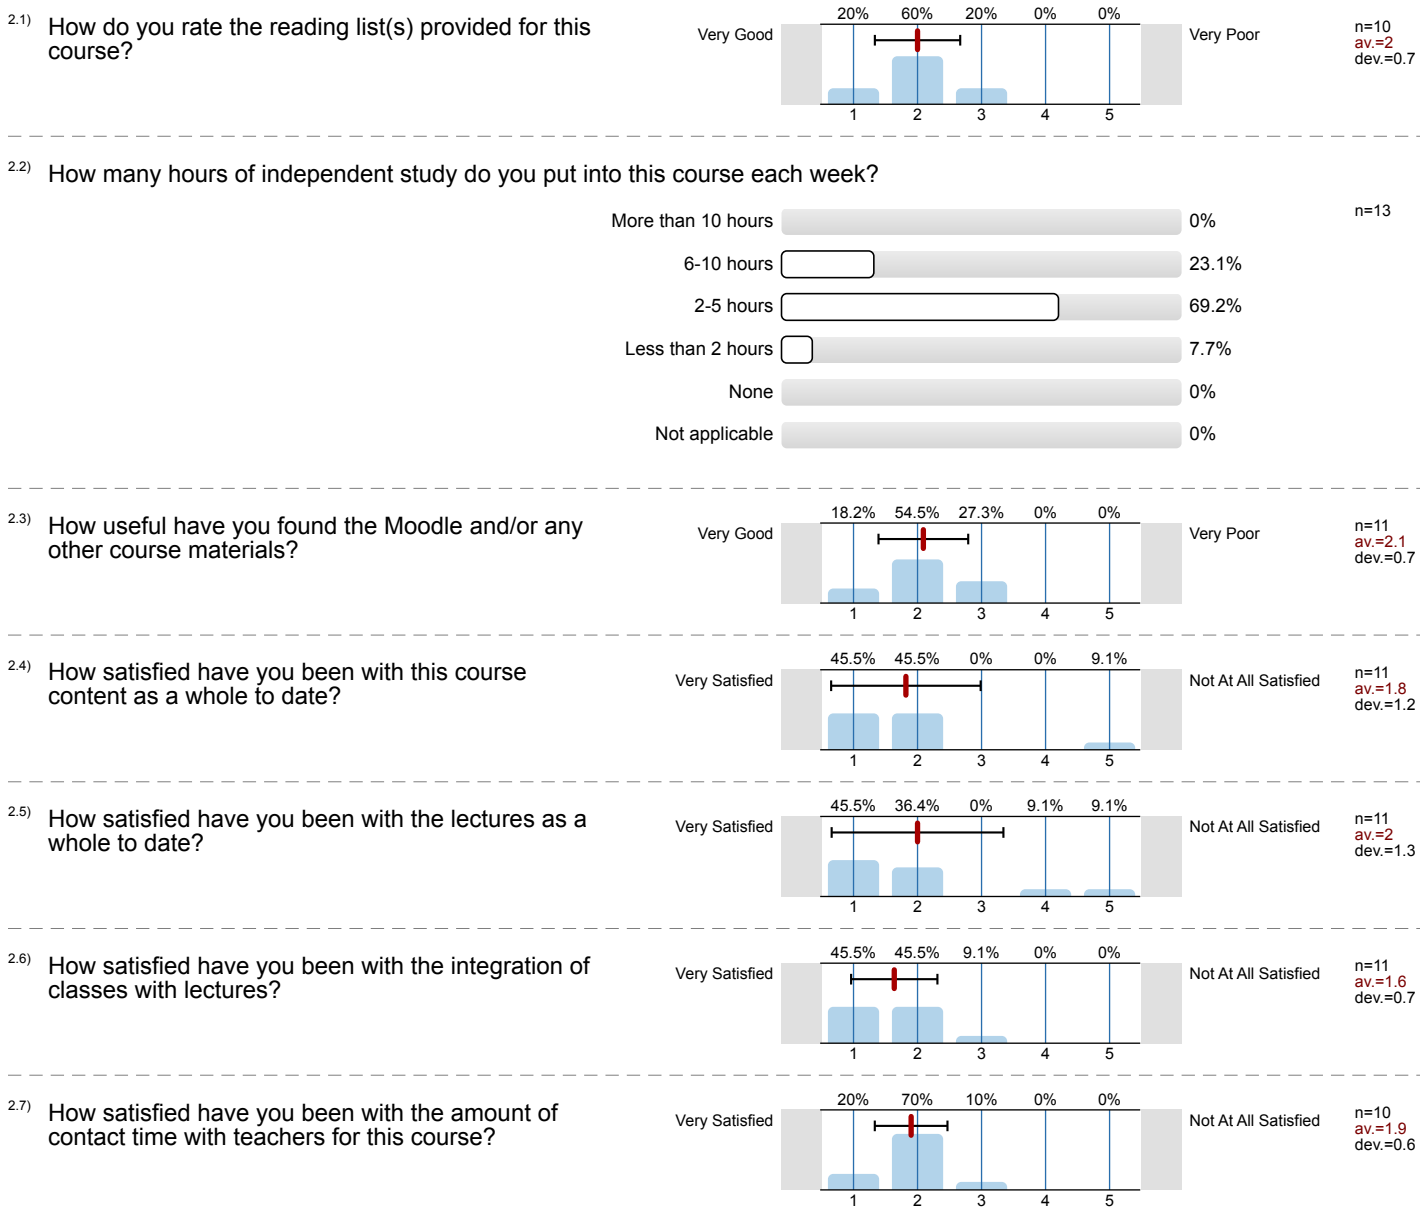 2.1) How do you rate the reading list(s) provided for this
course?
20% 60% 20% 0% 0%
Very Good
Very Poor
n=10
av.=2
dev.=0.7
1 2 3 4 5
2.2) How many hours of independent study do you put into this course each week?
n=13
More than 10 hours 0%
6-10 hours 23.1%
2-5 hours 69.2%
Less than 2 hours 7.7%
None 0%
Not applicable 0%
2.3) How useful have you found the Moodle and/or any
other course materials?
18.2% 54.5% 27.3% 0% 0%
Very Good
Very Poor
n=11
av.=2.1
dev.=0.7
1 2 3 4 5
2.4) How satisfied have you been with this course
content as a whole to date?
45.5% 45.5% 0% 0% 9.1%
Very Satisfied
Not At All Satisfied
n=11
av.=1.8
dev.=1.2
1 2 3 4 5
2.5) How satisfied have you been with the lectures as a
whole to date?
45.5% 36.4% 0% 9.1% 9.1%
Very Satisfied
Not At All Satisfied
n=11
av.=2
dev.=1.3
1 2 3 4 5
2.6) How satisfied have you been with the integration of
classes with lectures?
45.5% 45.5% 9.1% 0% 0%
Very Satisfied
Not At All Satisfied
n=11
av.=1.6
dev.=0.7
1 2 3 4 5
2.7) How satisfied have you been with the amount of
contact time with teachers for this course?
20% 70% 10% 0% 0%
Very Satisfied
Not At All Satisfied
n=10
av.=1.9
dev.=0.6
1 2 3 4 5